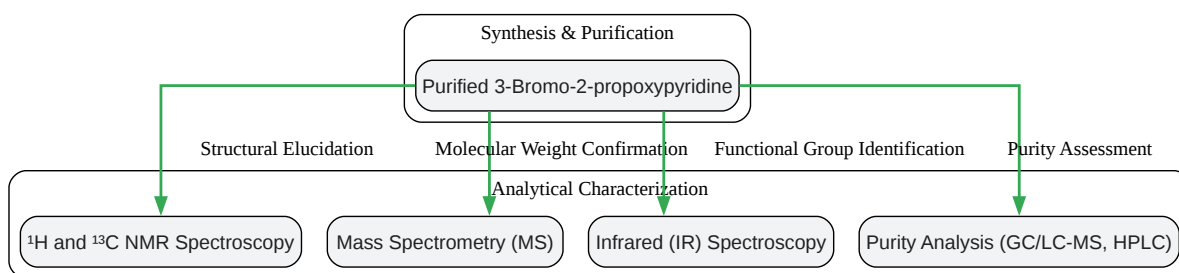 Synthesis & Purification
Purified 3-Bromo-2-propoxypyridine
Structural Elucidation
Molecular Weight Confirmation
Functional Group Identification
Purity Assessment
Analytical Characterization
¹H and ¹³C NMR Spectroscopy
Mass Spectrometry (MS)
Infrared (IR) Spectroscopy
Purity Analysis (GC/LC-MS, HPLC)